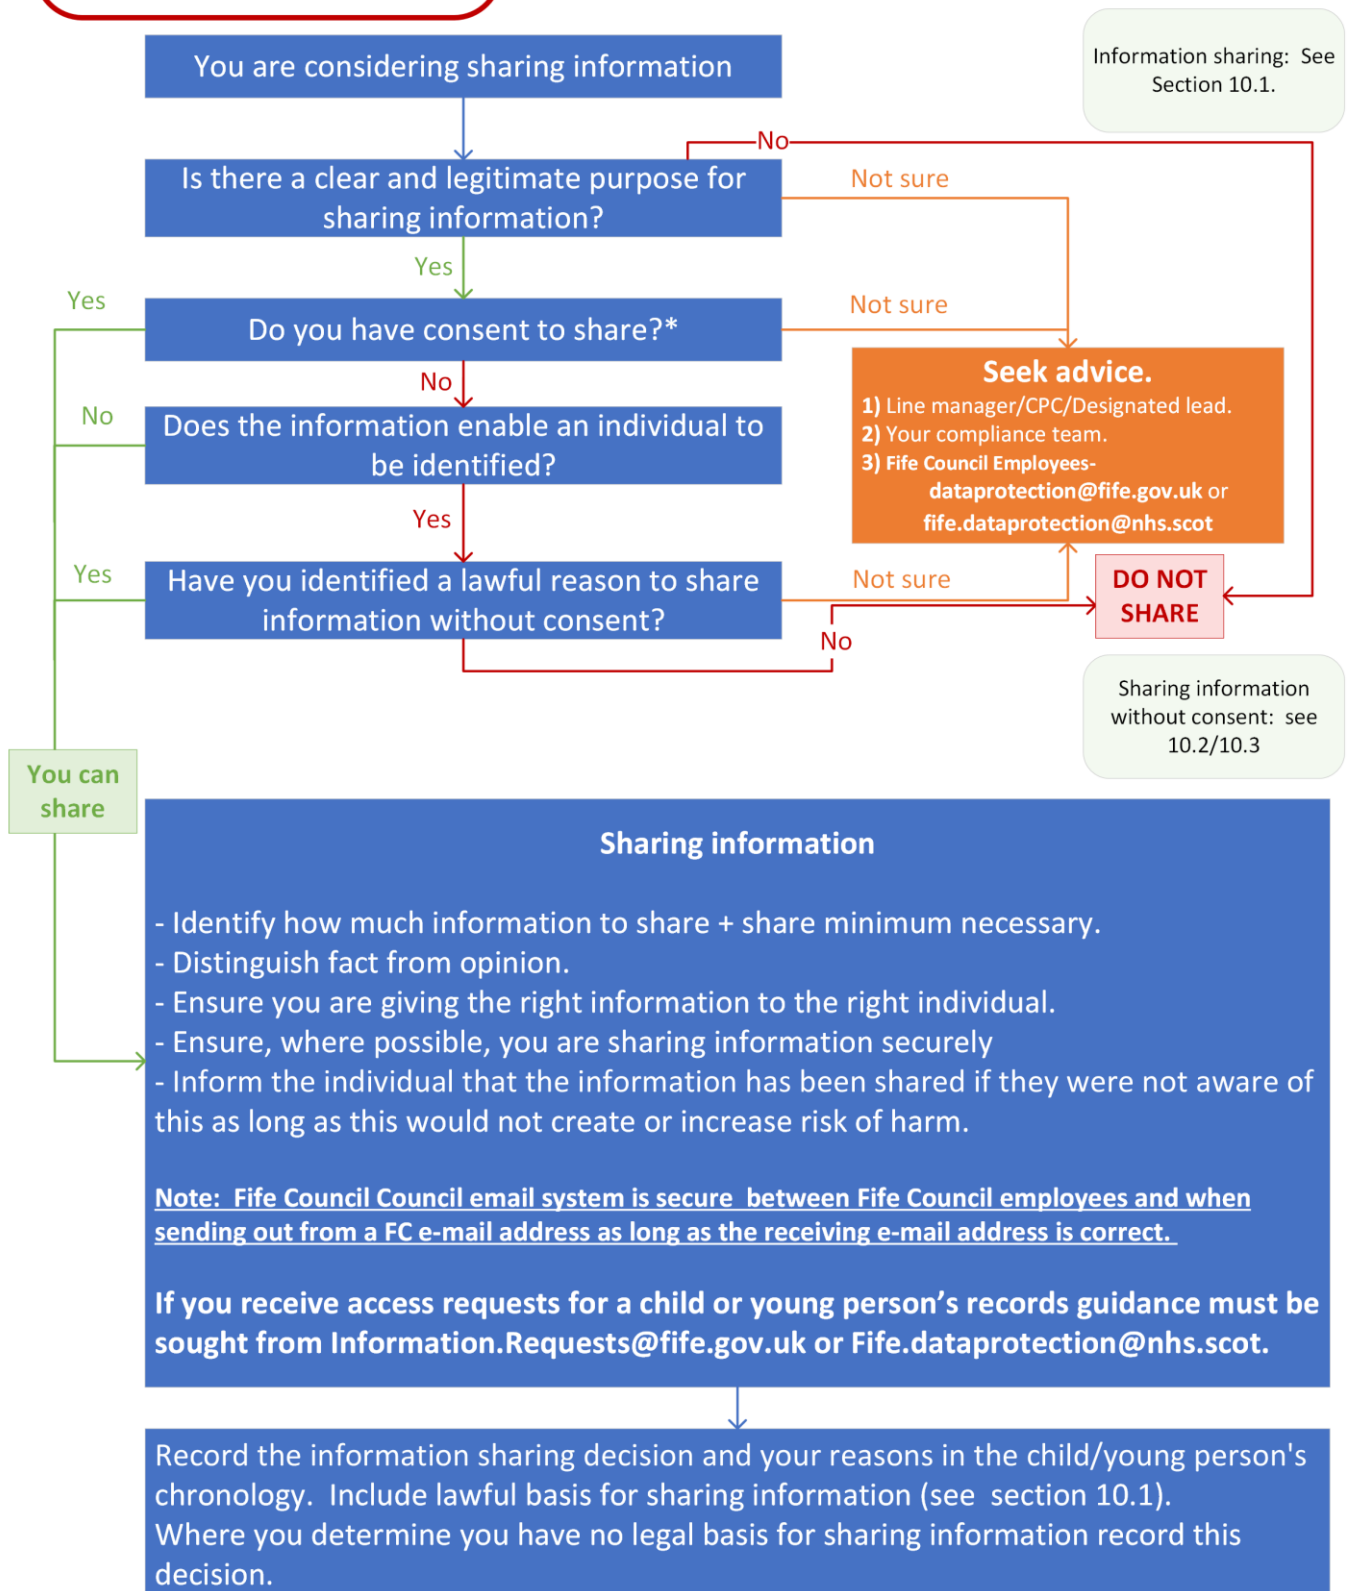 You are considering sharing information
Information sharing:  See
Section 10.1.
No
Is there a clear and legitimate purpose for
sharing information?
Not sure
Yes
Yes
Do you have consent to share?*
Not sure
No
No
Does the information enable an individual to
be identified?
Seek advice.
1) Line manager/CPC/Designated lead.
2) Your compliance team.
3) Fife Council Employees-
dataprotection@fife.gov.uk or
fife.dataprotection@nhs.scot
Yes
Yes
Have you identified a lawful reason to share
information without consent?
Not sure
DO NOT
SHARE
No
Sharing information
without consent:  see
10.2/10.3
You can
share
Sharing information
- Identify how much information to share + share minimum necessary.
- Distinguish fact from opinion.
- Ensure you are giving the right information to the right individual.
- Ensure, where possible, you are sharing information securely
- Inform the individual that the information has been shared if they were not aware of
this as long as this would not create or increase risk of harm.
Note:  Fife Council Council email system is secure  between Fife Council employees and when
sending out from a FC e-mail address as long as the receiving e-mail address is correct.
If you receive access requests for a child or young person’s records guidance must be
sought from Information.Requests@fife.gov.uk or Fife.dataprotection@nhs.scot.
Record the information sharing decision and your reasons in the child/young person's
chronology.  Include lawful basis for sharing information (see  section 10.1).
Where you determine you have no legal basis for sharing information record this
decision.